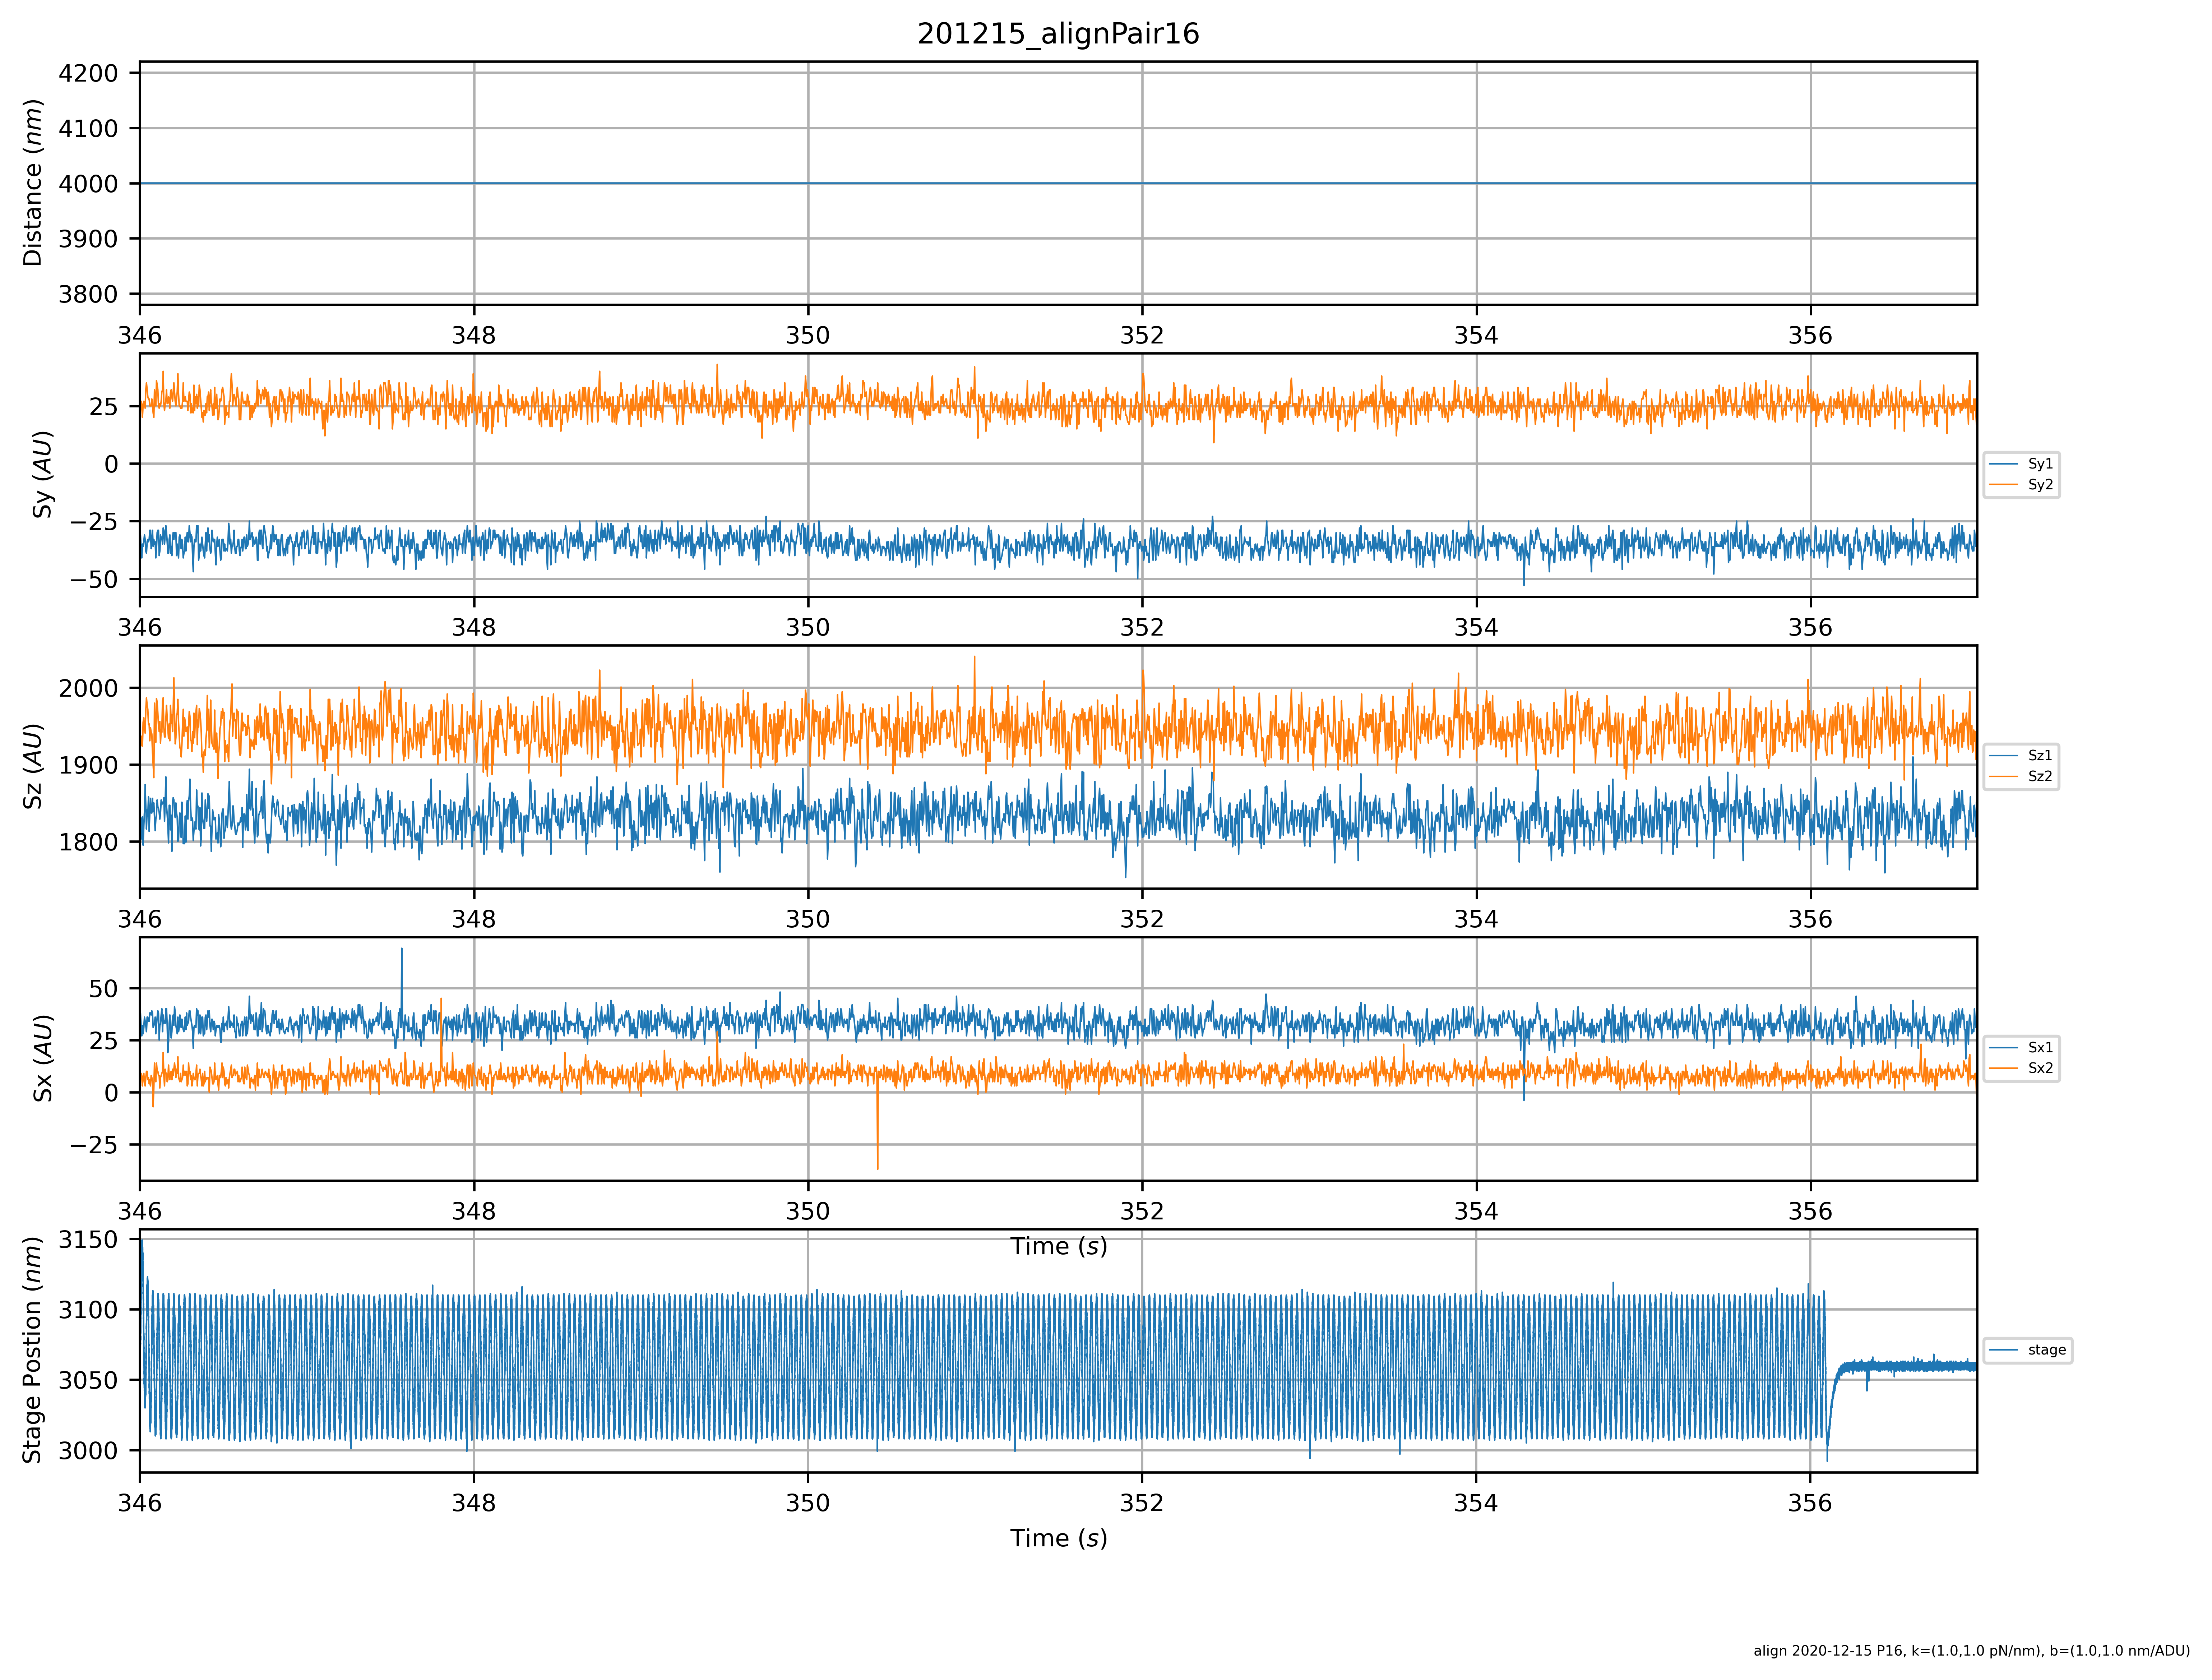 201215_alignPair16
Distance (nm)
4200
4100
4000
3900
3800
346 348 350 352 354 356
Sy (AU)
25
0
−25
−50
Sy1
Sy2
346 348 350 352 354 356
Sz (AU)
2000
1900
1800
Sz1
Sz2
346 348 350 352 354 356
Sx (AU)
50
25
0
−25
Sx1
Sx2
346 348 350 352 354 356
Time (s)
Stage Postion (nm)
3150
3100
3050
3000
stage
346 348 350 352 354 356
Time (s)
align 2020-12-15 P16, k=(1.0,1.0 pN/nm), b=(1.0,1.0 nm/ADU)